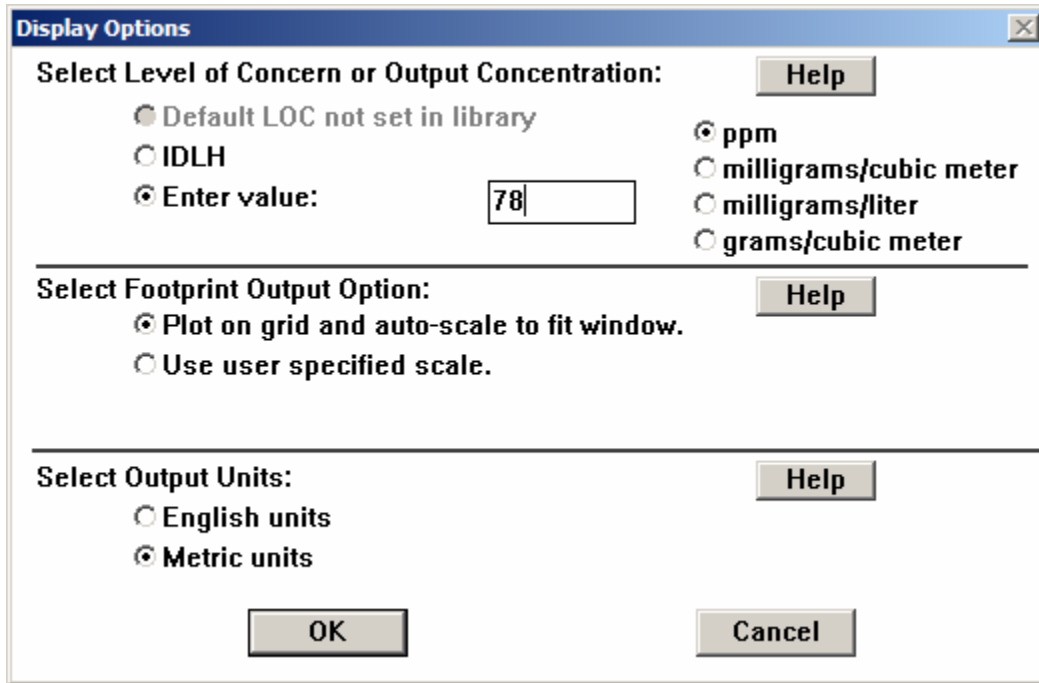 Display Options
Select Level of Concern or Output Concentration:
Help
Default LOC not set in library
IDLH
Enter value:
78
ppm
milligrams/cubic meter
milligrams/liter
grams/cubic meter
Select Footprint Output Option:
Help
Plot on grid and auto-scale to fit window.
Use user specified scale.
Select Output Units:
Help
English units
Metric units
OK
Cancel